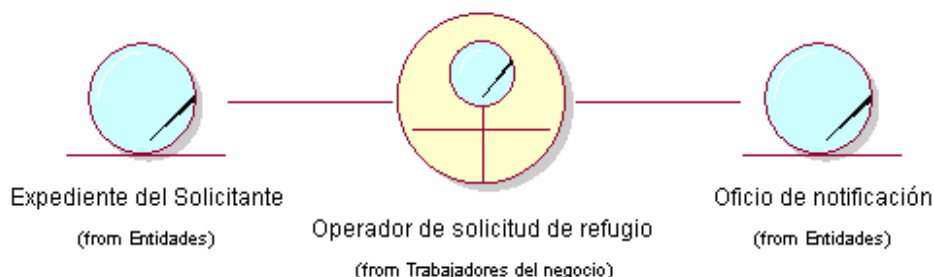 Expediente del Solicitante
(from Entidades)
Operador de solicitud de refugio
(from Trabajadores del negocio)
Oficio de notificación
(from Entidades)